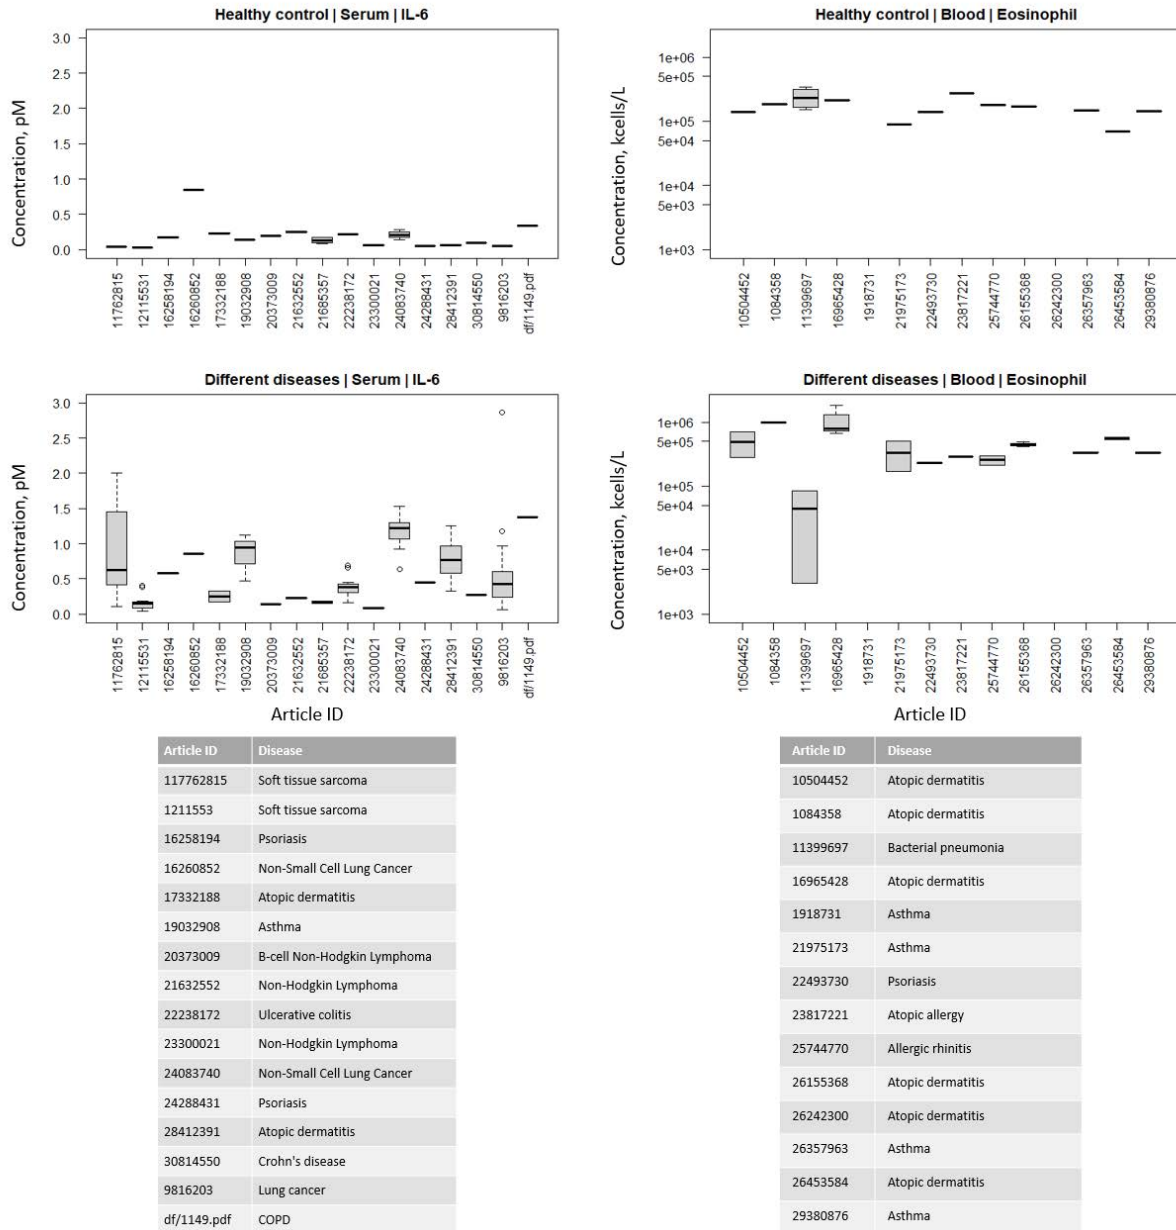 Healthy control | Serum | IL-6
Concentration, pM
3.0
2.5
2.0
1.5
1.0
0.5
0.0
11762815
12115531
16258194
16260852
17332188
19032908
20373009
21632552
21685357
22238172
23300021
24083740
24288431
28412391
30814550
9816203
df/1149.pdf
Healthy control | Blood | Eosinophil
Concentration, kcells/L
1e+06
5e+05
1e+05
5e+04
1e+04
5e+03
1e+03
10504452
1084358
11399697
16965428
1918731
21975173
22493730
23817221
25744770
26155368
26242300
26357963
26453584
29380876
Different diseases | Serum | IL-6
Concentration, pM
3.0
2.5
2.0
1.5
1.0
0.5
0.0
11762815
12115531
16258194
16260852
17332188
19032908
20373009
21632552
21685357
22238172
23300021
24083740
24288431
28412391
30814550
9816203
df/1149.pdf
Article ID
Different diseases | Blood | Eosinophil
Concentration, kcells/L
1e+06
5e+05
1e+05
5e+04
1e+04
5e+03
1e+03
10504452
1084358
11399697
16965428
1918731
21975173
22493730
23817221
25744770
26155368
26242300
26357963
26453584
29380876
Article ID
Article ID Disease
117762815 Soft tissue sarcoma
1211553 Soft tissue sarcoma
16258194 Psoriasis
16260852 Non-Small Cell Lung Cancer
17332188 Atopic dermatitis
19032908 Asthma
20373009 B-cell Non-Hodgkin Lymphoma
21632552 Non-Hodgkin Lymphoma
22238172 Ulcerative colitis
23300021 Non-Hodgkin Lymphoma
24083740 Non-Small Cell Lung Cancer
24288431 Psoriasis
28412391 Atopic dermatitis
30814550 Crohn's disease
9816203 Lung cancer
df/1149.pdf COPD
Article ID Disease
10504452 Atopic dermatitis
1084358 Atopic dermatitis
11399697 Bacterial pneumonia
16965428 Atopic dermatitis
1918731 Asthma
21975173 Asthma
22493730 Psoriasis
23817221 Atopic allergy
25744770 Allergic rhinitis
26155368 Atopic dermatitis
26242300 Atopic dermatitis
26357963 Asthma
26453584 Atopic dermatitis
29380876 Asthma